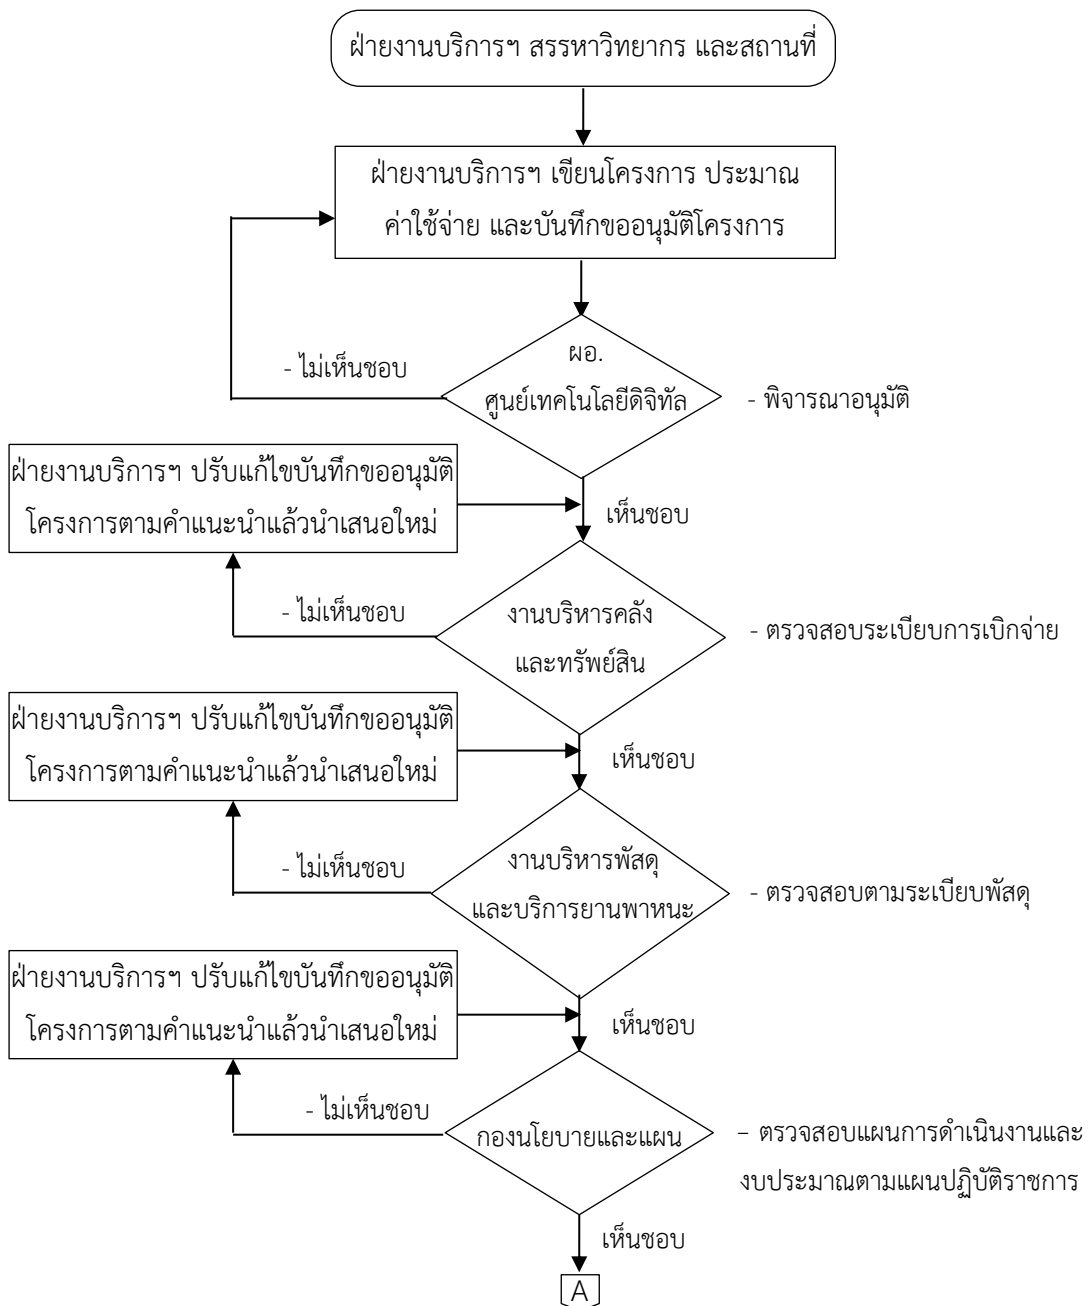 ฝ่ายงานบริการฯ สรรหาวิทยากร และสถานที่
ฝ่ายงานบริการฯ เขียนโครงการ ประมาณ
ค่าใช้จ่าย และบันทึกขออนุมัติโครงการ
ผอ.
ศูนย์เทคโนโลยีดิจิทัล
- ไม่เห็นชอบ
- พิจารณาอนุมัติ
เห็นชอบ
ฝ่ายงานบริการฯ ปรับแก้ไขบันทึกขออนุมัติ
โครงการตามคำแนะนำแล้วนำเสนอใหม่
- ไม่เห็นชอบ
งานบริหารคลัง
และทรัพย์สิน
- ตรวจสอบระเบียบการเบิกจ่าย
เห็นชอบ
ฝ่ายงานบริการฯ ปรับแก้ไขบันทึกขออนุมัติ
โครงการตามคำแนะนำแล้วนำเสนอใหม่
- ไม่เห็นชอบ
งานบริหารพัสดุ
และบริการยานพาหนะ
- ตรวจสอบตามระเบียบพัสดุ
เห็นชอบ
ฝ่ายงานบริการฯ ปรับแก้ไขบันทึกขออนุมัติ
โครงการตามคำแนะนำแล้วนำเสนอใหม่
- ไม่เห็นชอบ
กองนโยบายและแผน
– ตรวจสอบแผนการดำเนินงานและ
งบประมาณตามแผนปฏิบัติราชการ
เห็นชอบ
A